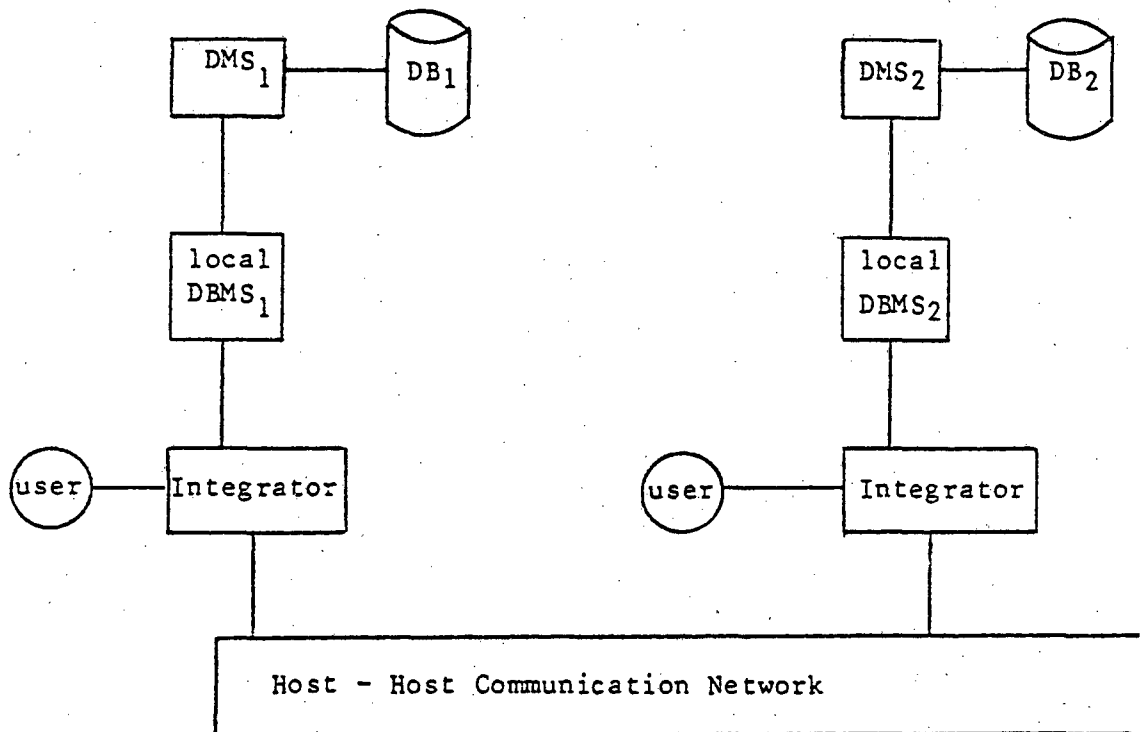 DMS1
DB1
DMS2
DB2
local
DBMS1
local
DBMS2
user
Integrator
user
Integrator
Host - Host Communication Network